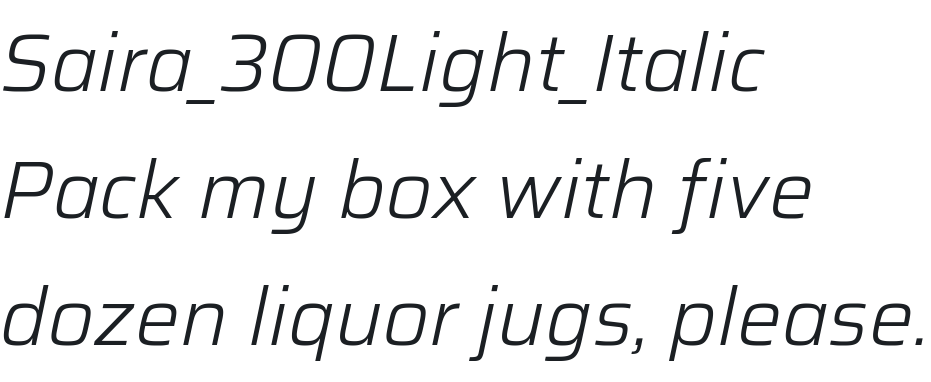 Saira_300Light_Italic
Pack my box with five
dozen liquor jugs, please.